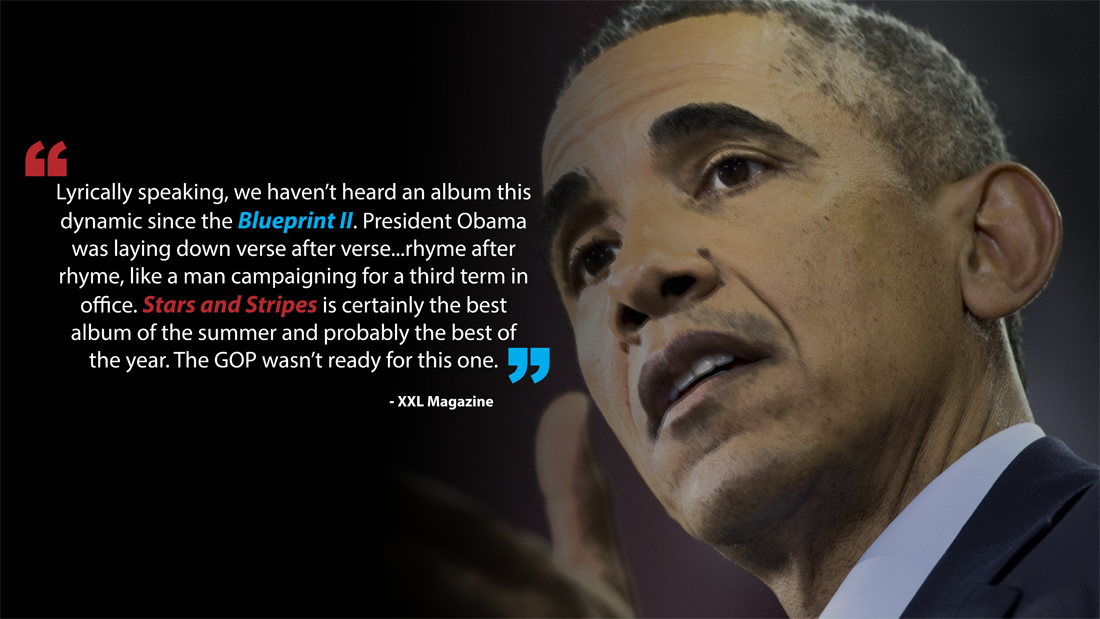 “
Lyrically speaking, we haven’t heard an album this
dynamic since the Blueprint II. President Obama
was laying down verse after verse...rhyme after
rhyme, like a man campaigning for a third term in
office. Stars and Stripes is certainly the best
album of the summer and probably the best of
the year. The GOP wasn’t ready for this one. ”
- XXL Magazine